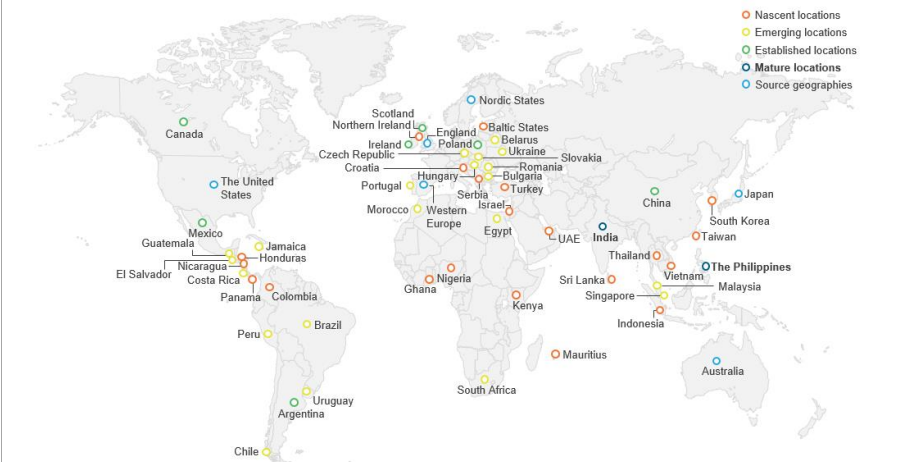 Nascent locations
Emerging locations
Established locations
Mature locations
Source geographies
Nordic States
Scotland
Northern Ireland
England
Baltic States
Canada
Ireland
Poland
Belarus
Ukraine
Czech Republic
Slovakia
Croatia
Romania
Hungary
Bulgaria
The United
States
Portugal
Serbia
Turkey
Japan
China
Israel
Morocco
Western
Europe
South Korea
Mexico
Egypt
UAE
India
Taiwan
Guatemala
Jamaica
Honduras
Thailand
El Salvador
Nicaragua
The Philippines
Costa Rica
Nigeria
Sri Lanka
Vietnam
Malaysia
Panama
Colombia
Ghana
Kenya
Singapore
Indonesia
Brazil
Peru
Mauritius
Australia
South Africa
Uruguay
Argentina
Chile